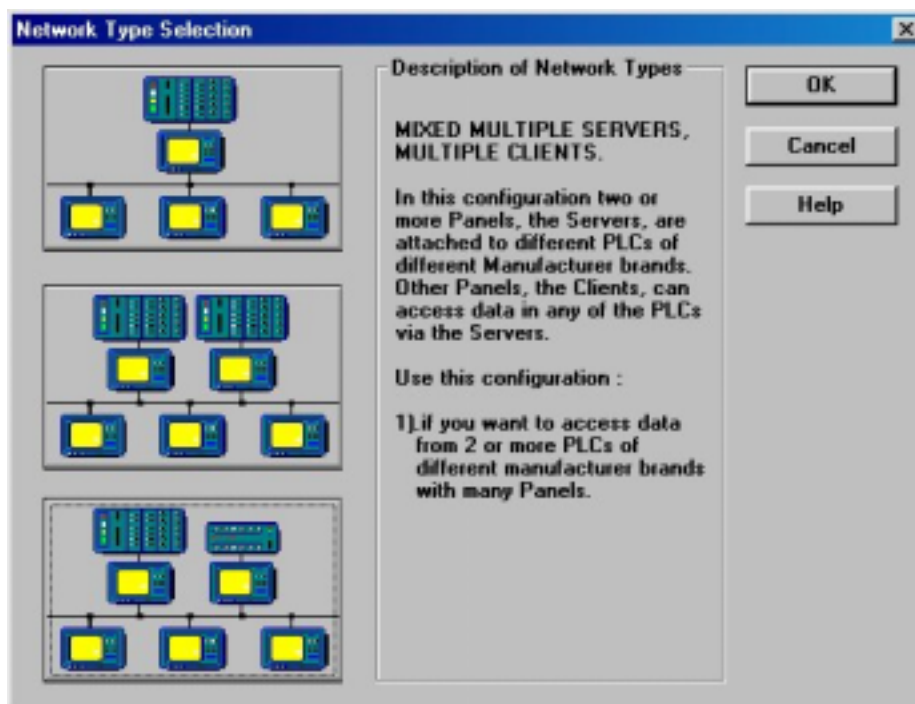 Network Type Selection
Description of Network Types
MIXED MULTIPLE SERVERS,
MULTIPLE CLIENTS.
In this configuration two or
more Panels, the Servers, are
attached to different PLCs of
different Manufacturer brands.
Other Panels, the Clients, can
access data in any of the PLCs
via the Servers.
Use this configuration :
1).if you want to access data
from 2 or more PLCs of
different manufacturer brands
with many Panels.
OK
Cancel
Help